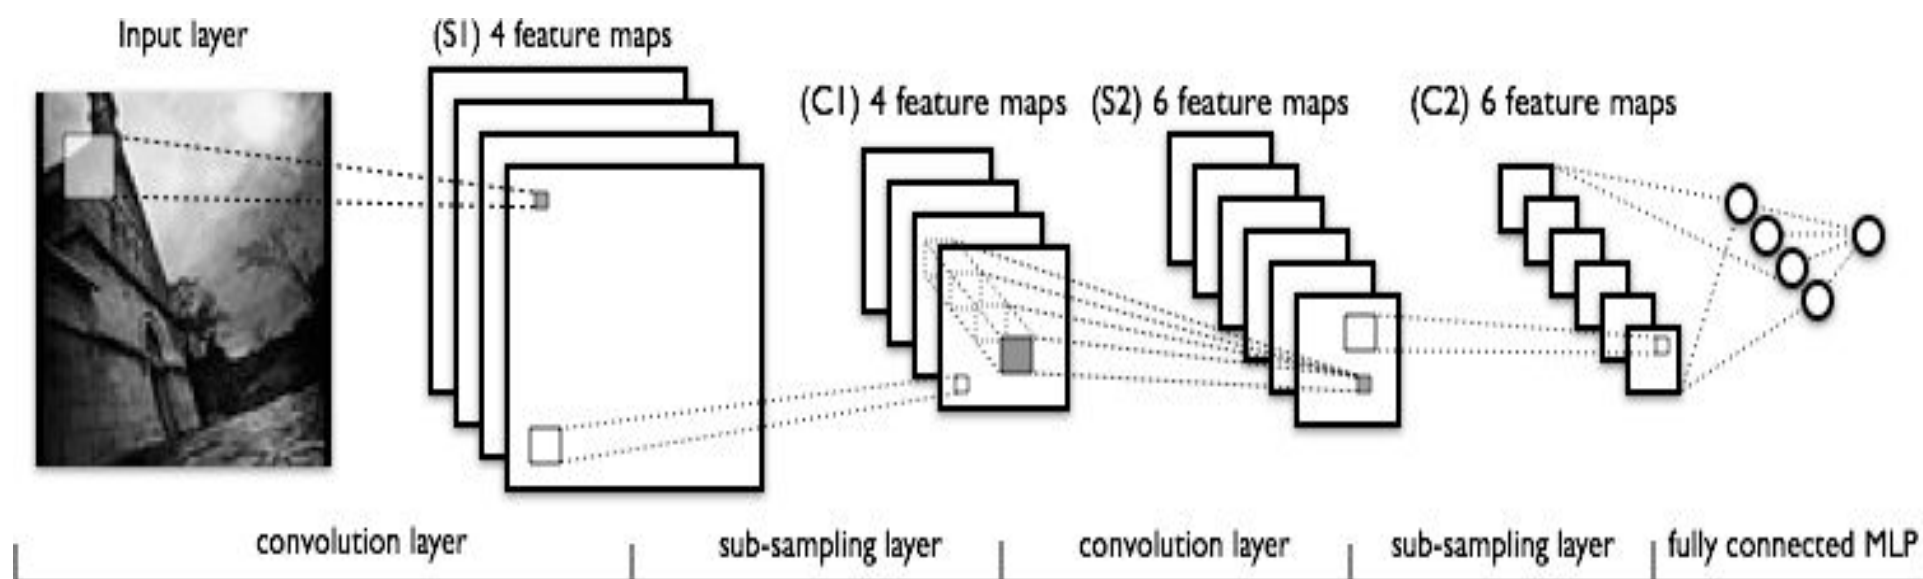 Input layer
(S1) 4 feature maps
(C1) 4 feature maps
(S2) 6 feature maps
(C2) 6 feature maps
convolution layer
sub-sampling layer
convolution layer
sub-sampling layer
fully connected MLP